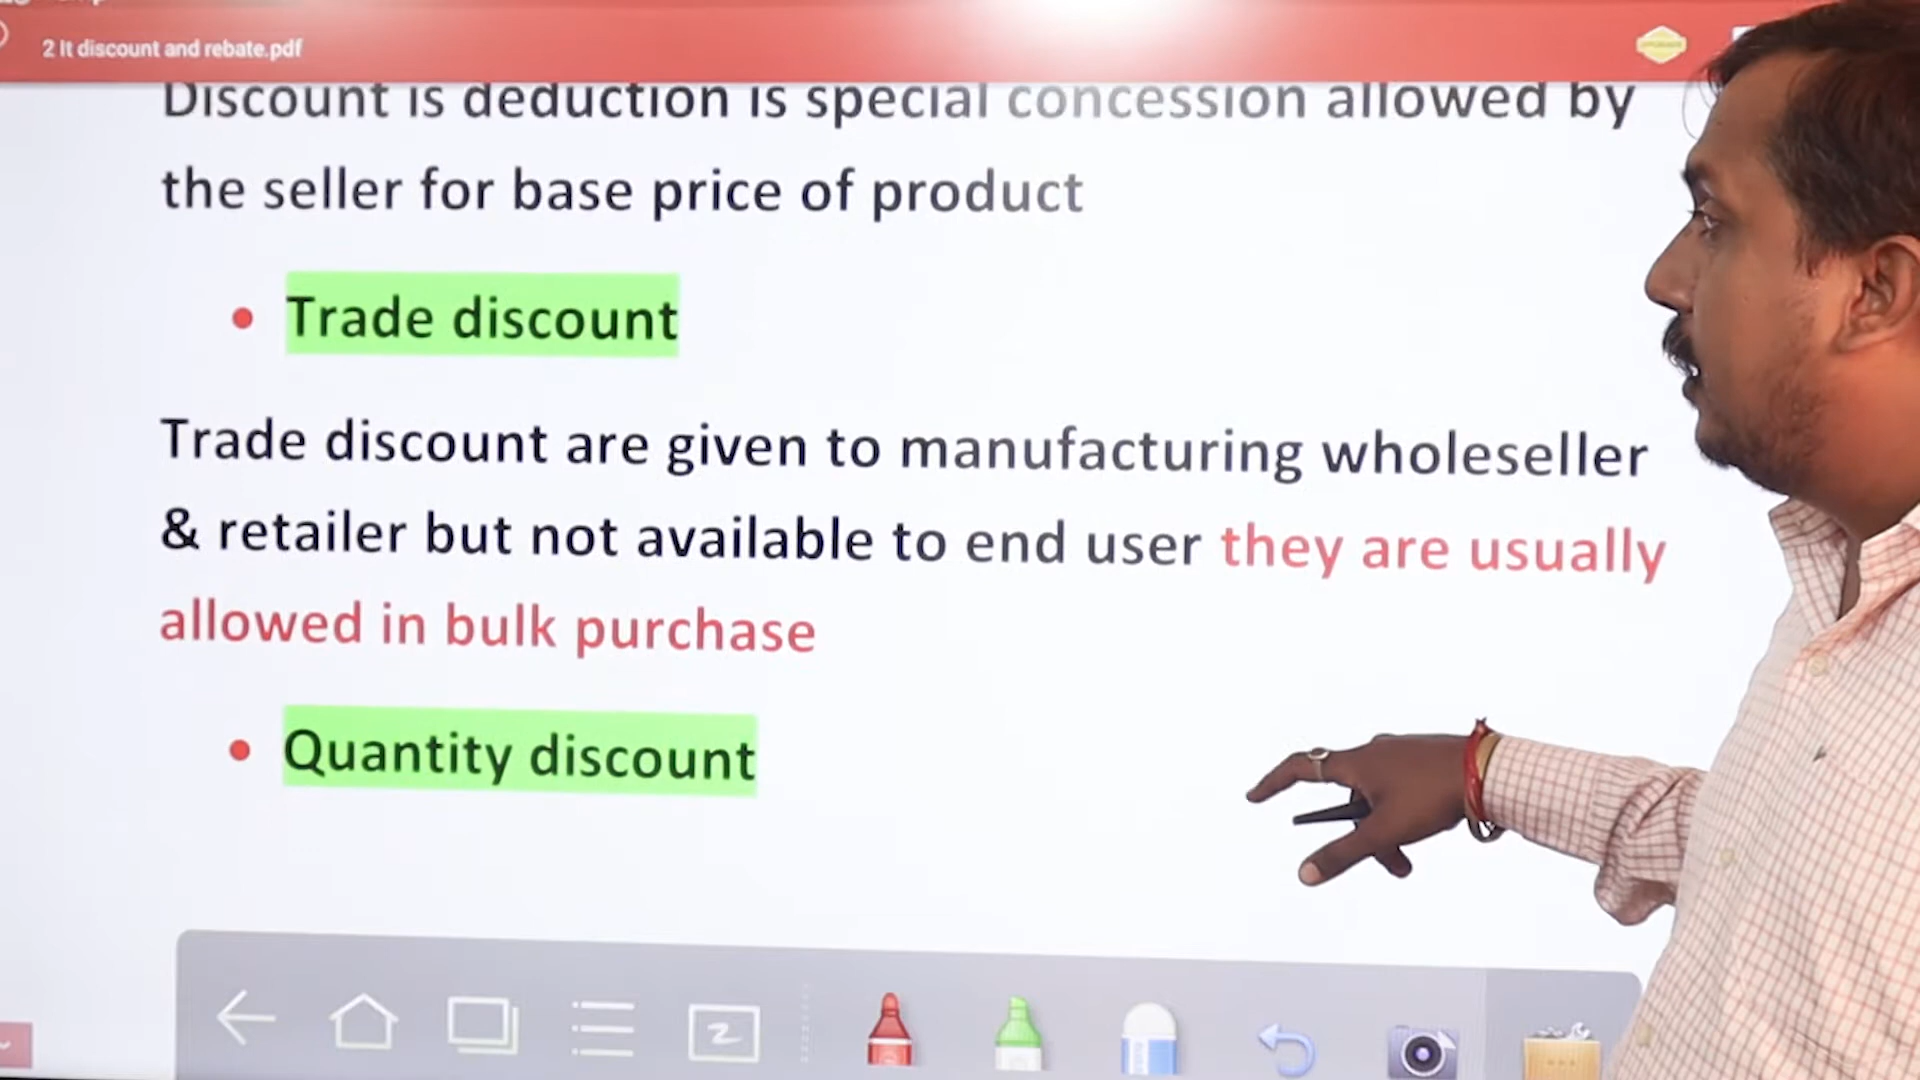 2 lt discount and rebate.pdf
Discount is deduction is special concession allowed by
the seller for base price of product
• Trade discount
Trade discount are given to manufacturing wholeseller
& retailer but not available to end user they are usually
allowed in bulk purchase
• Quantity discount
2